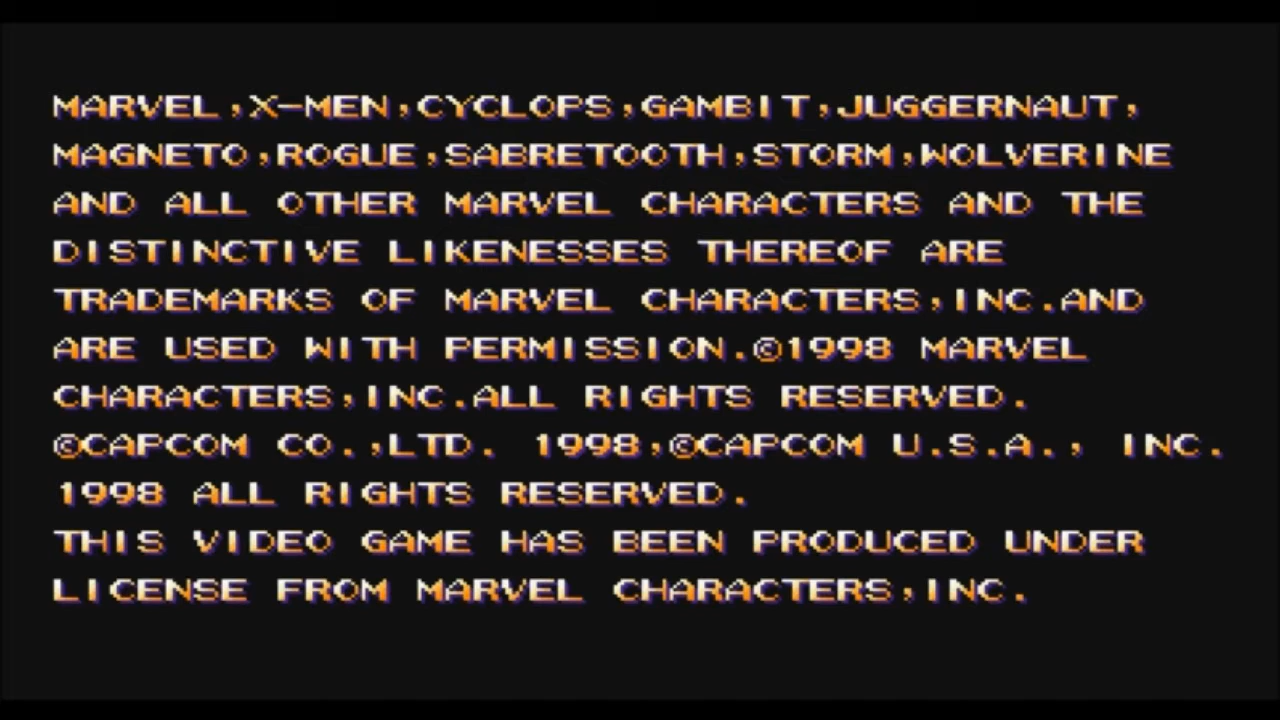 MARVEL,X-MEN,CYCLOPS,GAMBIT,JUGGERNAUT,
MAGNETO,ROGUE,SABRETOOTH,STORM,WOLVERINE
AND ALL OTHER MARVEL CHARACTERS AND THE
DISTINCTIVE LIKENESSES THEREOF ARE
TRADEMARKS OF MARVEL CHARACTERS,INC.AND
ARE USED WITH PERMISSION.©1998 MARVEL
CHARACTERS,INC.ALL RIGHTS RESERVED.
©CAPCOM CO.,LTD. 1998,©CAPCOM U.S.A., INC.
1998 ALL RIGHTS RESERVED.
THIS VIDEO GAME HAS BEEN PRODUCED UNDER
LICENSE FROM MARVEL CHARACTERS,INC.